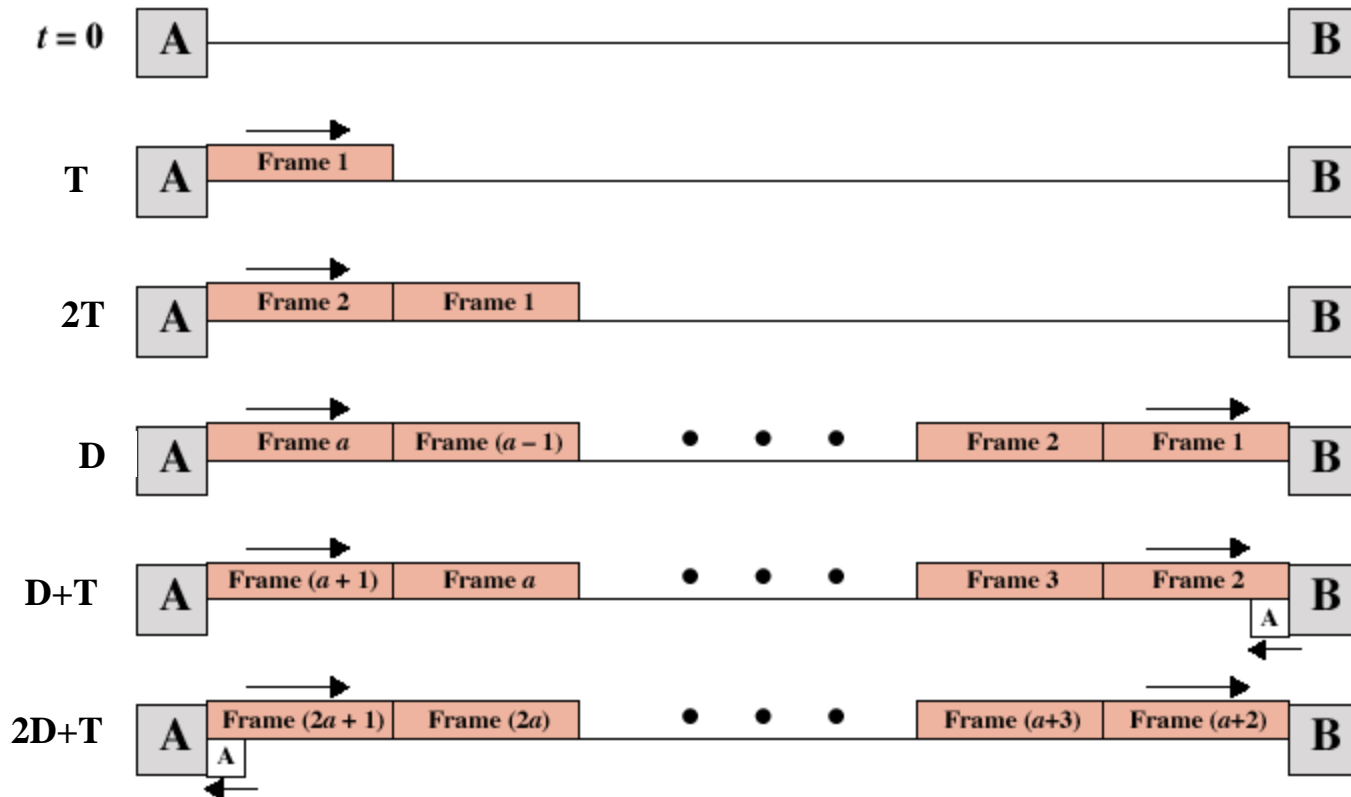 t = 0 A B
T A Frame 1 B
2T A Frame 2 Frame 1 B
D A Frame a Frame (a – 1) • • • Frame 2 Frame 1 B
D+T A Frame (a + 1) Frame a • • • Frame 3 Frame 2 B
A
2D+T A Frame (2a + 1) Frame (2a) • • • Frame (a+3) Frame (a+2) B
A